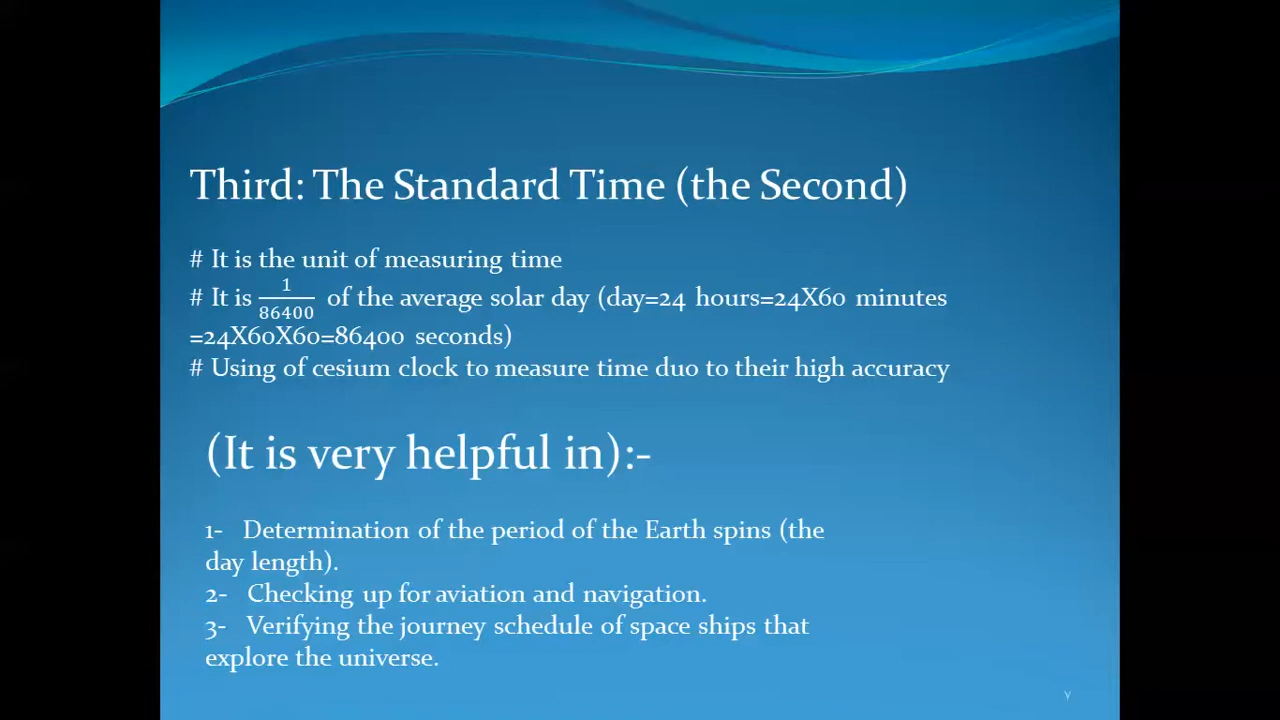 Third: The Standard Time (the Second)
# It is the unit of measuring time
# It is 1/86400 of the average solar day (day=24 hours=24X60 minutes
=24X60X60=86400 seconds)
# Using of cesium clock to measure time duo to their high accuracy
(It is very helpful in):-
1- Determination of the period of the Earth spins (the
day length).
2- Checking up for aviation and navigation.
3- Verifying the journey schedule of space ships that
explore the universe.
٧